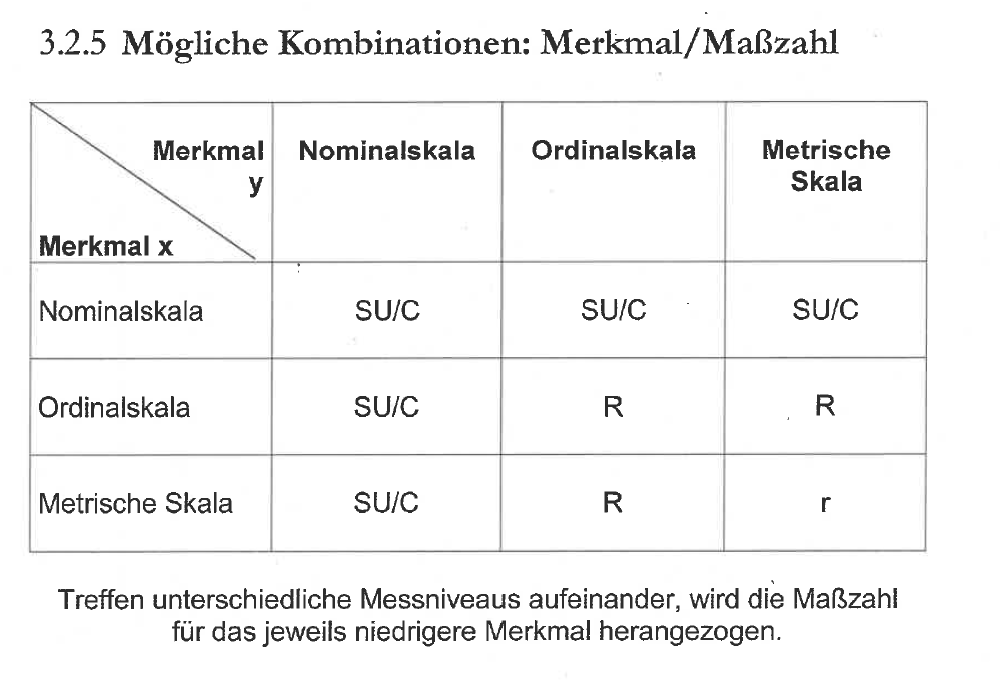 3.2.5 Mögliche Kombinationen: Merkmal/Maßzahl
Merkmal y
Merkmal x
Nominalskala
Ordinalskala
Metrische Skala
Nominalskala SU/C SU/C SU/C
Ordinalskala SU/C R R
Metrische Skala SU/C R r
Treffen unterschiedliche Messniveaus aufeinander, wird die Maßzahl
für das jeweils niedrigere Merkmal herangezogen.